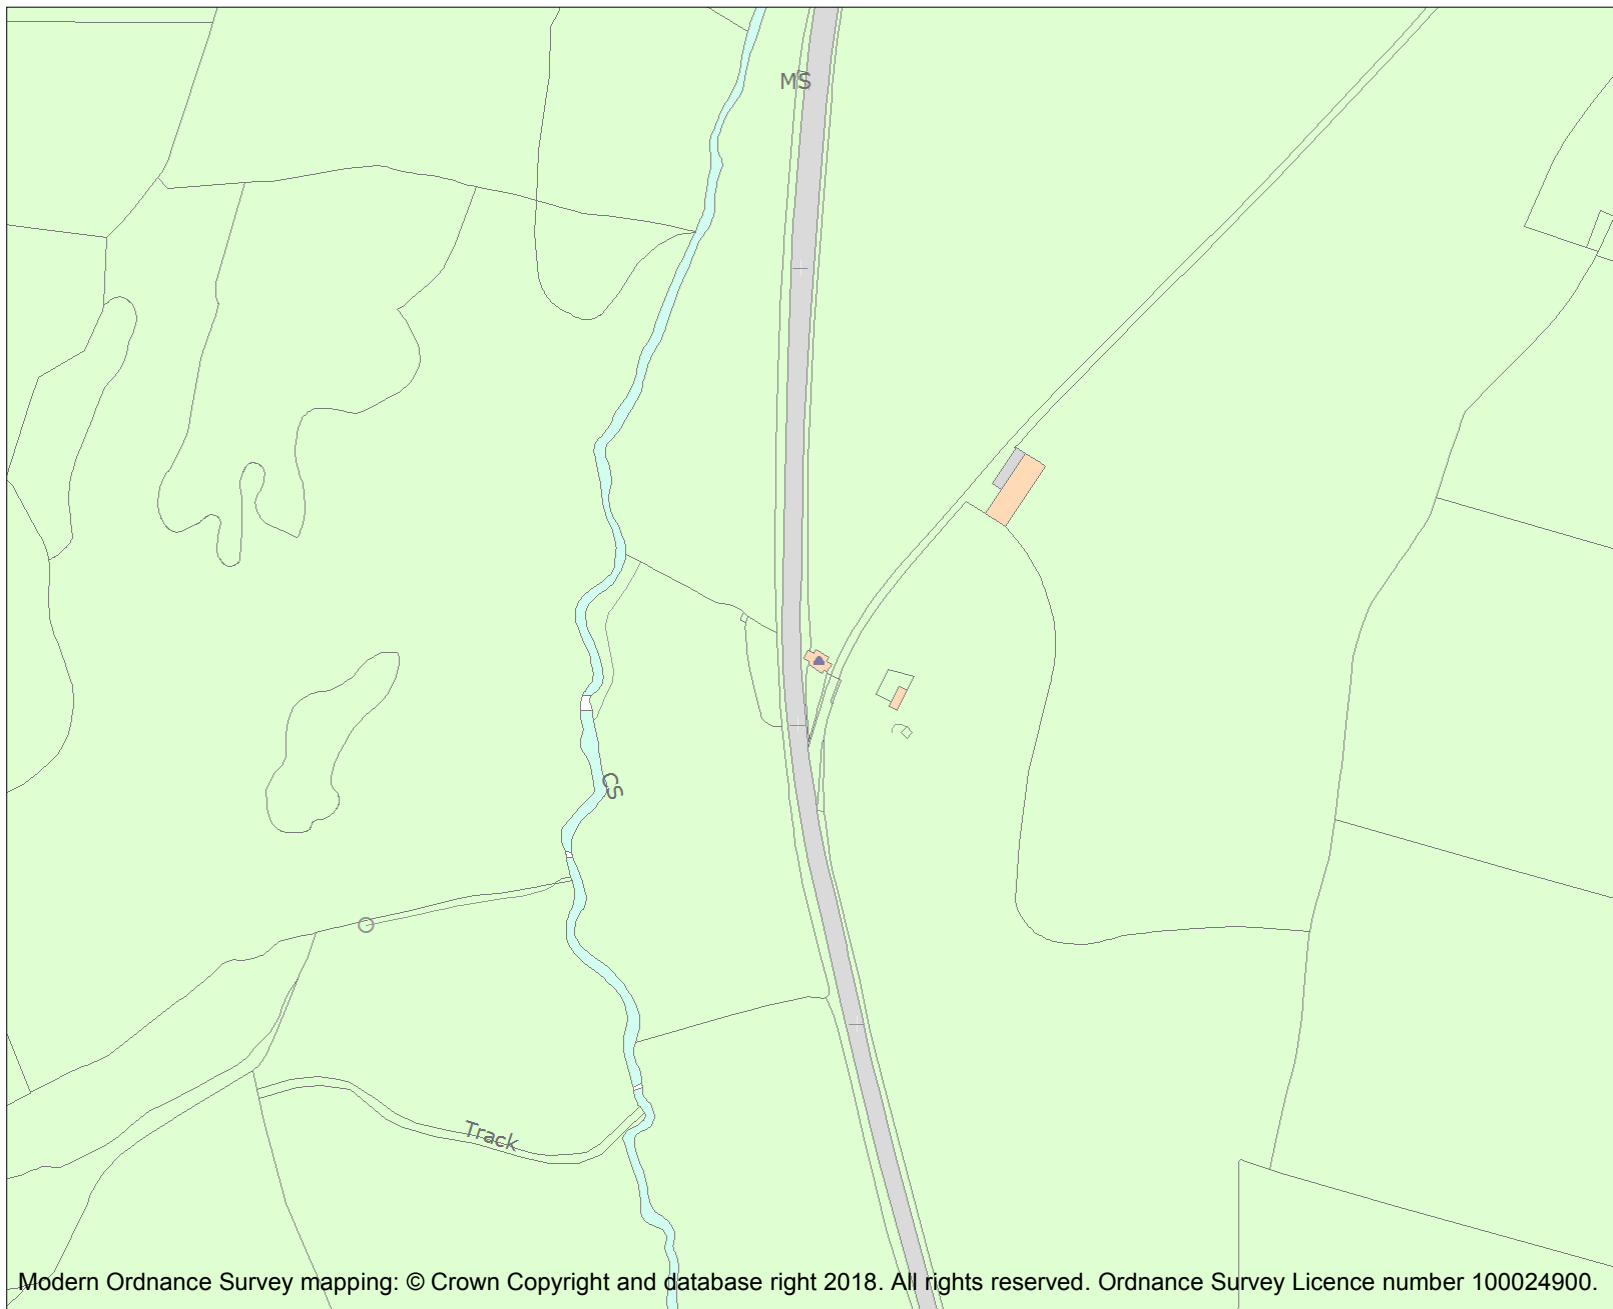 MS
CS
Track
Modern Ordnance Survey mapping: © Crown Copyright and database right 2018. All rights reserved. Ordnance Survey Licence number 100024900.